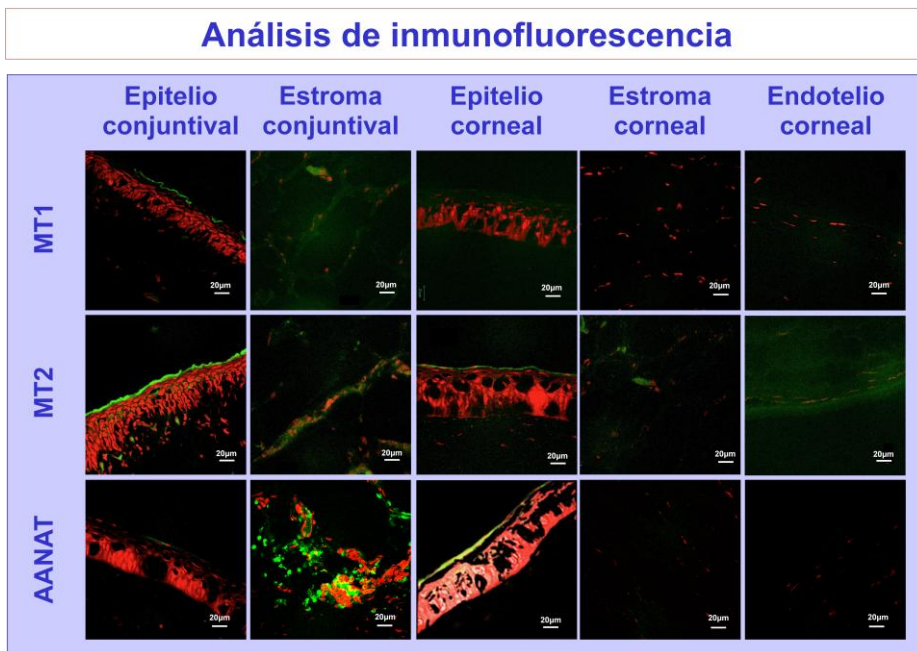 Análisis de inmunofluorescencia
Epitelio conjuntival
Estroma conjuntival
Epitelio corneal
Estroma corneal
Endotelio corneal
MT1
20µm
20µm
20µm
20µm
20µm
MT2
20µm
20µm
20µm
20µm
20µm
AANAT
20µm
20µm
20µm
20µm
20µm